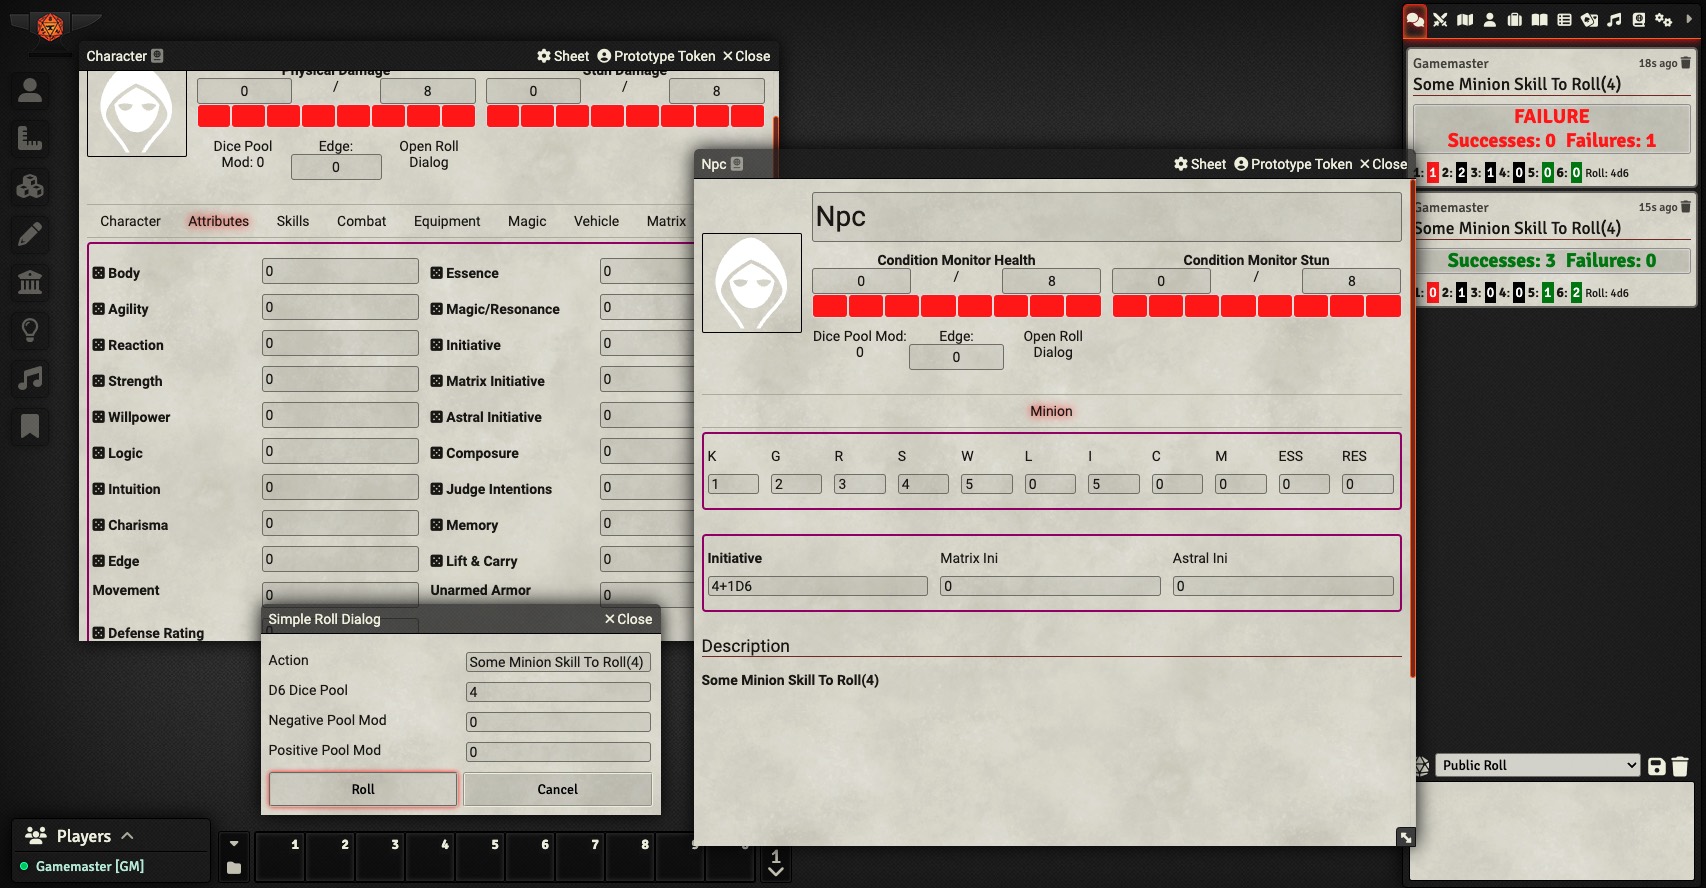 Character
Sheet
Prototype Token
Close
Physical Damage
Stun Damage
0 / 8
0 / 8
Dice Pool Mod: 0
Edge:
0
Open Roll Dialog
Character Attributes Skills Combat Equipment Magic Vehicle Matrix
Body 0 Essence 0
Agility 0 Magic/Resonance 0
Reaction 0 Initiative 0
Strength 0 Matrix Initiative 0
Willpower 0 Astral Initiative 0
Logic 0 Composure 0
Intuition 0 Judge Intentions 0
Charisma 0 Memory 0
Edge 0 Lift & Carry 0
Movement 0 Unarmed Armor 0
Defense Rating
Simple Roll Dialog
Close
Action Some Minion Skill To Roll(4)
D6 Dice Pool 4
Negative Pool Mod 0
Positive Pool Mod 0
Roll Cancel
Npc
Sheet
Prototype Token
Close
Npc
Condition Monitor Health
Condition Monitor Stun
0 / 8
0 / 8
Dice Pool Mod: 0
Edge:
0
Open Roll Dialog
Minion
K G R S W L I C M ESS RES
1 2 3 4 5 0 5 0 0 0 0
Initiative Matrix Ini Astral Ini
4+1D6 0 0
Description
Some Minion Skill To Roll(4)
Gamemaster 18s ago
Some Minion Skill To Roll(4)
FAILURE
Successes: 0 Failures: 1
1: 1 2: 2 3: 1 4: 0 5: 0 6: 0 Roll: 4d6
Gamemaster 15s ago
Some Minion Skill To Roll(4)
Successes: 3 Failures: 0
1: 0 2: 1 3: 0 4: 0 5: 1 6: 2 Roll: 4d6
Public Roll
Players
Gamemaster [GM]
1 2 3 4 5 6 7 8 9 0
1